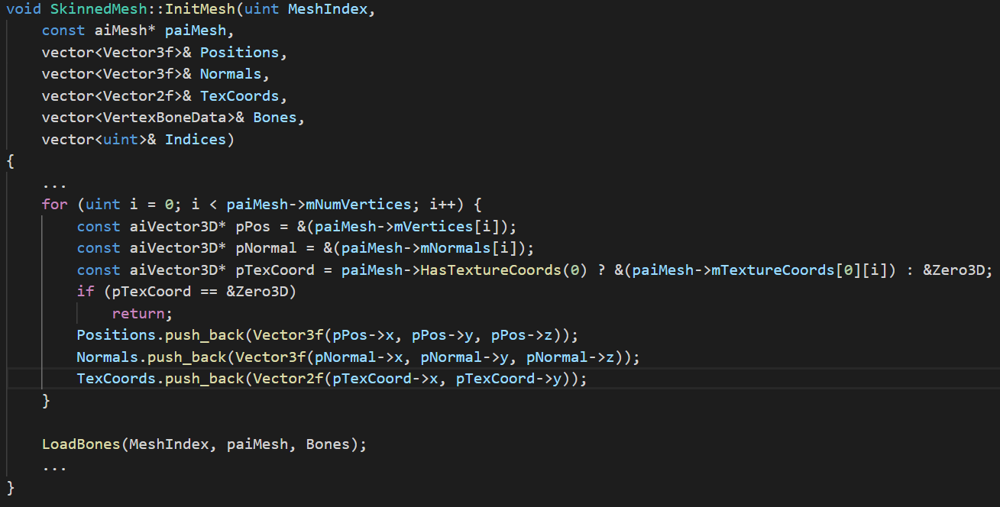 void SkinnedMesh::InitMesh(uint MeshIndex,
    const aiMesh* paiMesh,
    vector<Vector3f>& Positions,
    vector<Vector3f>& Normals,
    vector<Vector2f>& TexCoords,
    vector<VertexBoneData>& Bones,
    vector<uint>& Indices)
{
    ...
    for (uint i = 0; i < paiMesh->mNumVertices; i++) {
        const aiVector3D* pPos = &(paiMesh->mVertices[i]);
        const aiVector3D* pNormal = &(paiMesh->mNormals[i]);
        const aiVector3D* pTexCoord = paiMesh->HasTextureCoords(0) ? &(paiMesh->mTextureCoords[0][i]) : &Zero3D;
        if (pTexCoord == &Zero3D)
            return;
        Positions.push_back(Vector3f(pPos->x, pPos->y, pPos->z));
        Normals.push_back(Vector3f(pNormal->x, pNormal->y, pNormal->z));
        TexCoords.push_back(Vector2f(pTexCoord->x, pTexCoord->y));
    }

    LoadBones(MeshIndex, paiMesh, Bones);
    ...
}